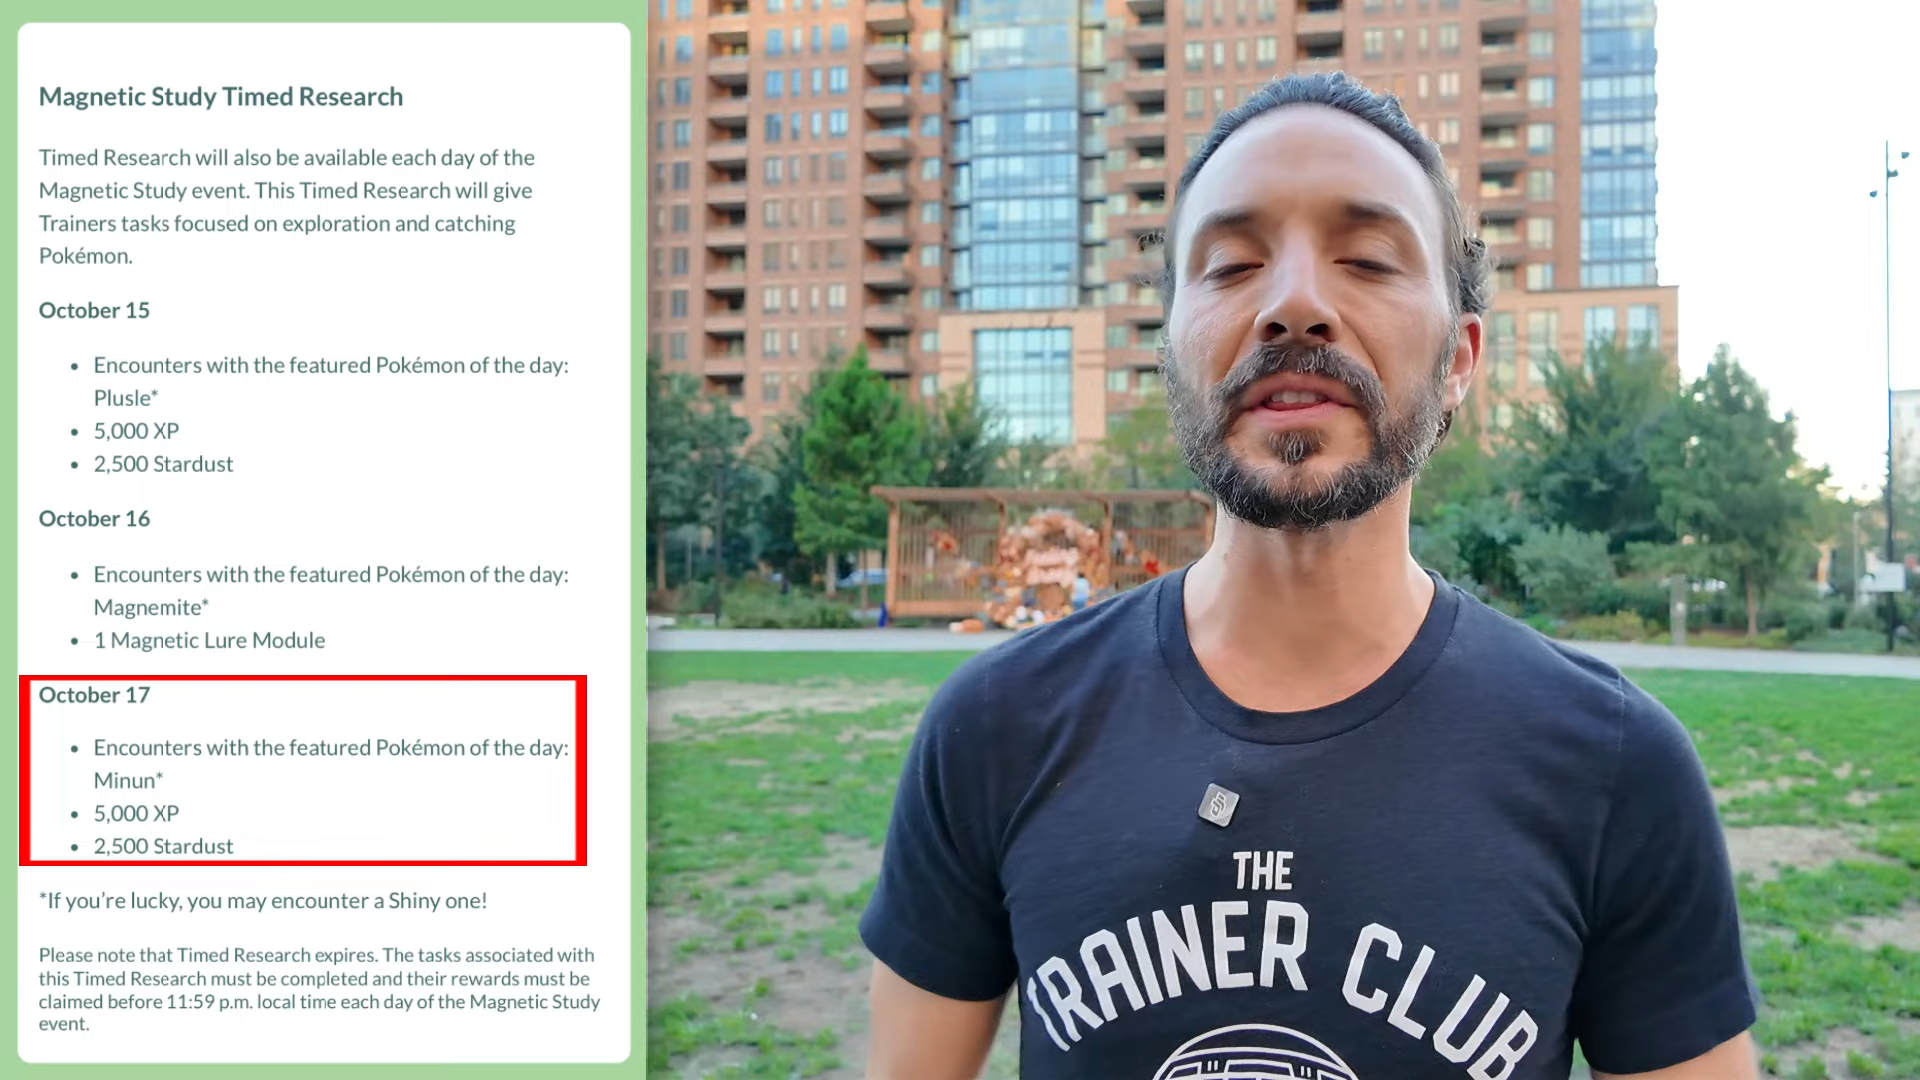 Magnetic Study Timed Research
Timed Research will also be available each day of the
Magnetic Study event. This Timed Research will give
Trainers tasks focused on exploration and catching
Pokémon.
October 15
• Encounters with the featured Pokémon of the day:
Plusle*
• 5,000 XP
• 2,500 Stardust
October 16
• Encounters with the featured Pokémon of the day:
Magnemite*
• 1 Magnetic Lure Module
October 17
• Encounters with the featured Pokémon of the day:
Minun*
• 5,000 XP
• 2,500 Stardust
*If you’re lucky, you may encounter a Shiny one!
Please note that Timed Research expires. The tasks associated with
this Timed Research must be completed and their rewards must be
claimed before 11:59 p.m. local time each day of the Magnetic Study
event.
THE
TRAINER CLUB